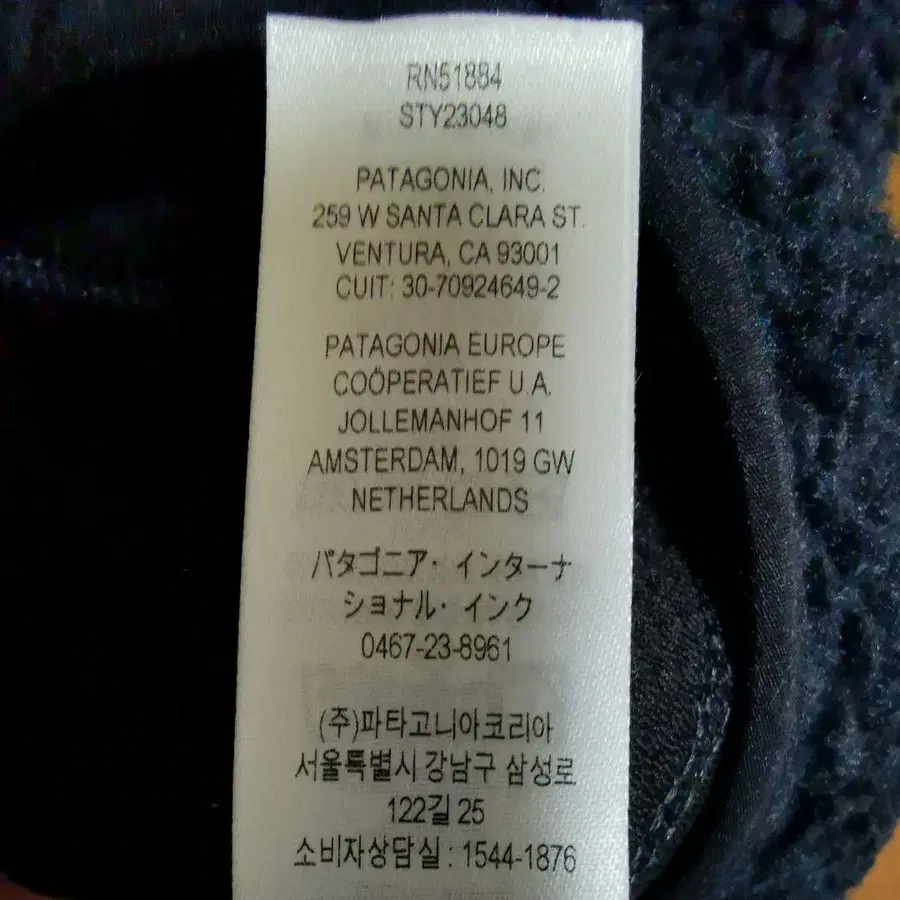 RN51884
STY23048
PATAGONIA, INC.
259 W SANTA CLARA ST.
VENTURA, CA 93001
CUIT: 30-70924649-2
PATAGONIA EUROPE
COÖPERATIEF U.A.
JOLLEMANHOF 11
AMSTERDAM, 1019 GW
NETHERLANDS
パタゴニア・インターナ
ショナル・インク
0467-23-8961
(주)파타고니아코리아
서울특별시 강남구 삼성로
122길 25
소비자상담실 : 1544-1876